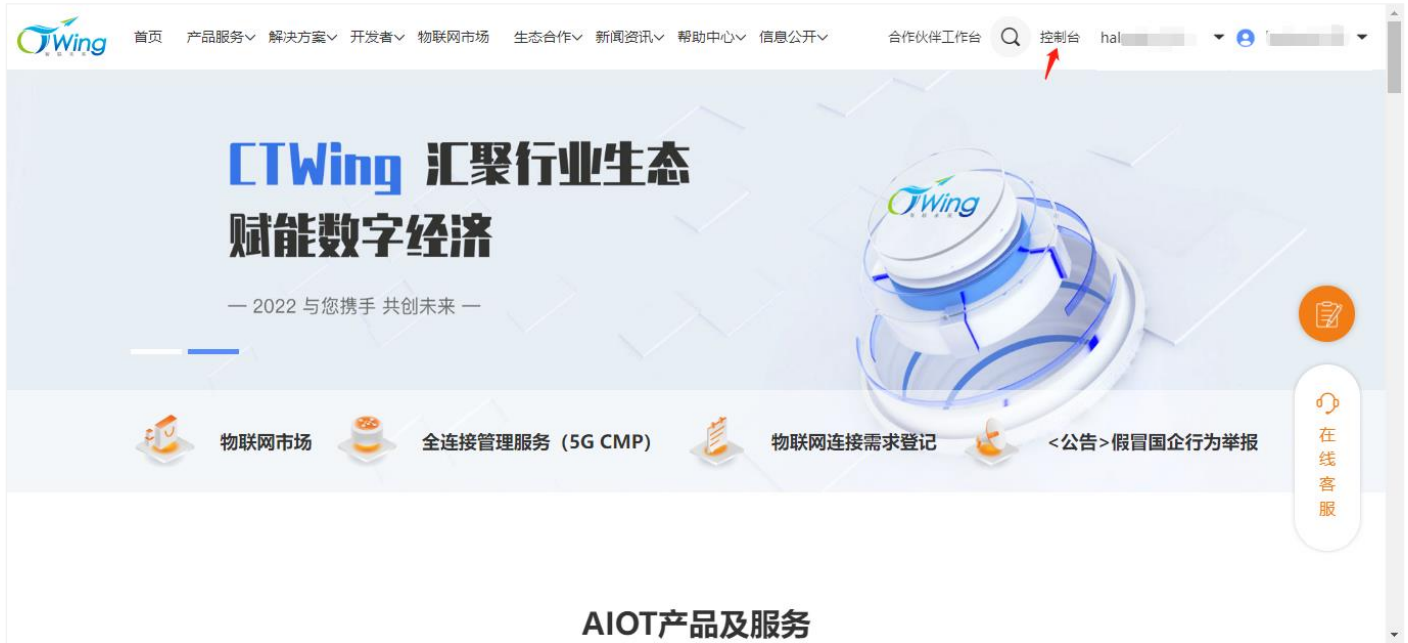 CTWing
首页 产品服务 解决方案 开发者 物联网市场 生态合作 新闻资讯 帮助中心 信息公开 合作伙伴工作台 控制台 hal
CTWing 汇聚行业生态
赋能数字经济
— 2022 与您携手 共创未来 —
CTWing
物联网市场 全连接管理服务（5G CMP） 物联网连接需求登记 <公告>假冒国企行为举报
在
线
客
服
AIOT产品及服务